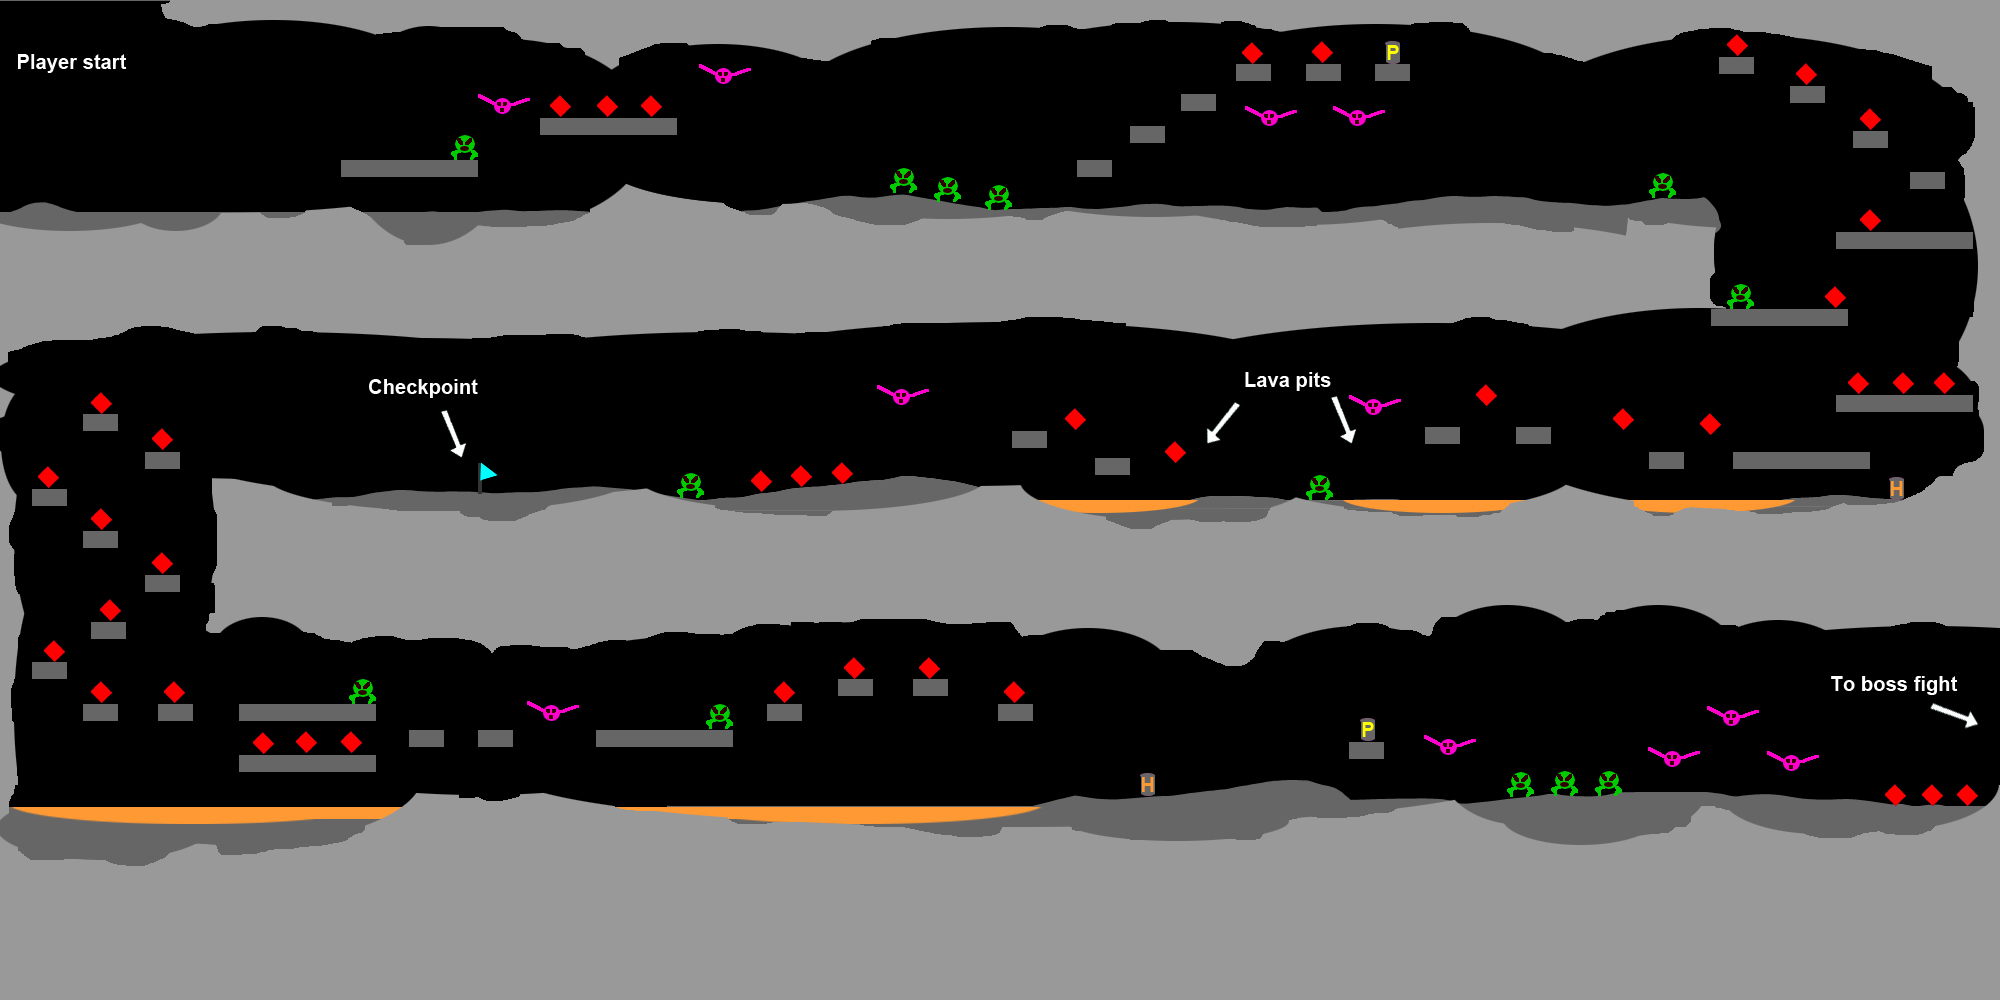 Player start
P
Checkpoint
Lava pits
H
To boss fight
P
H